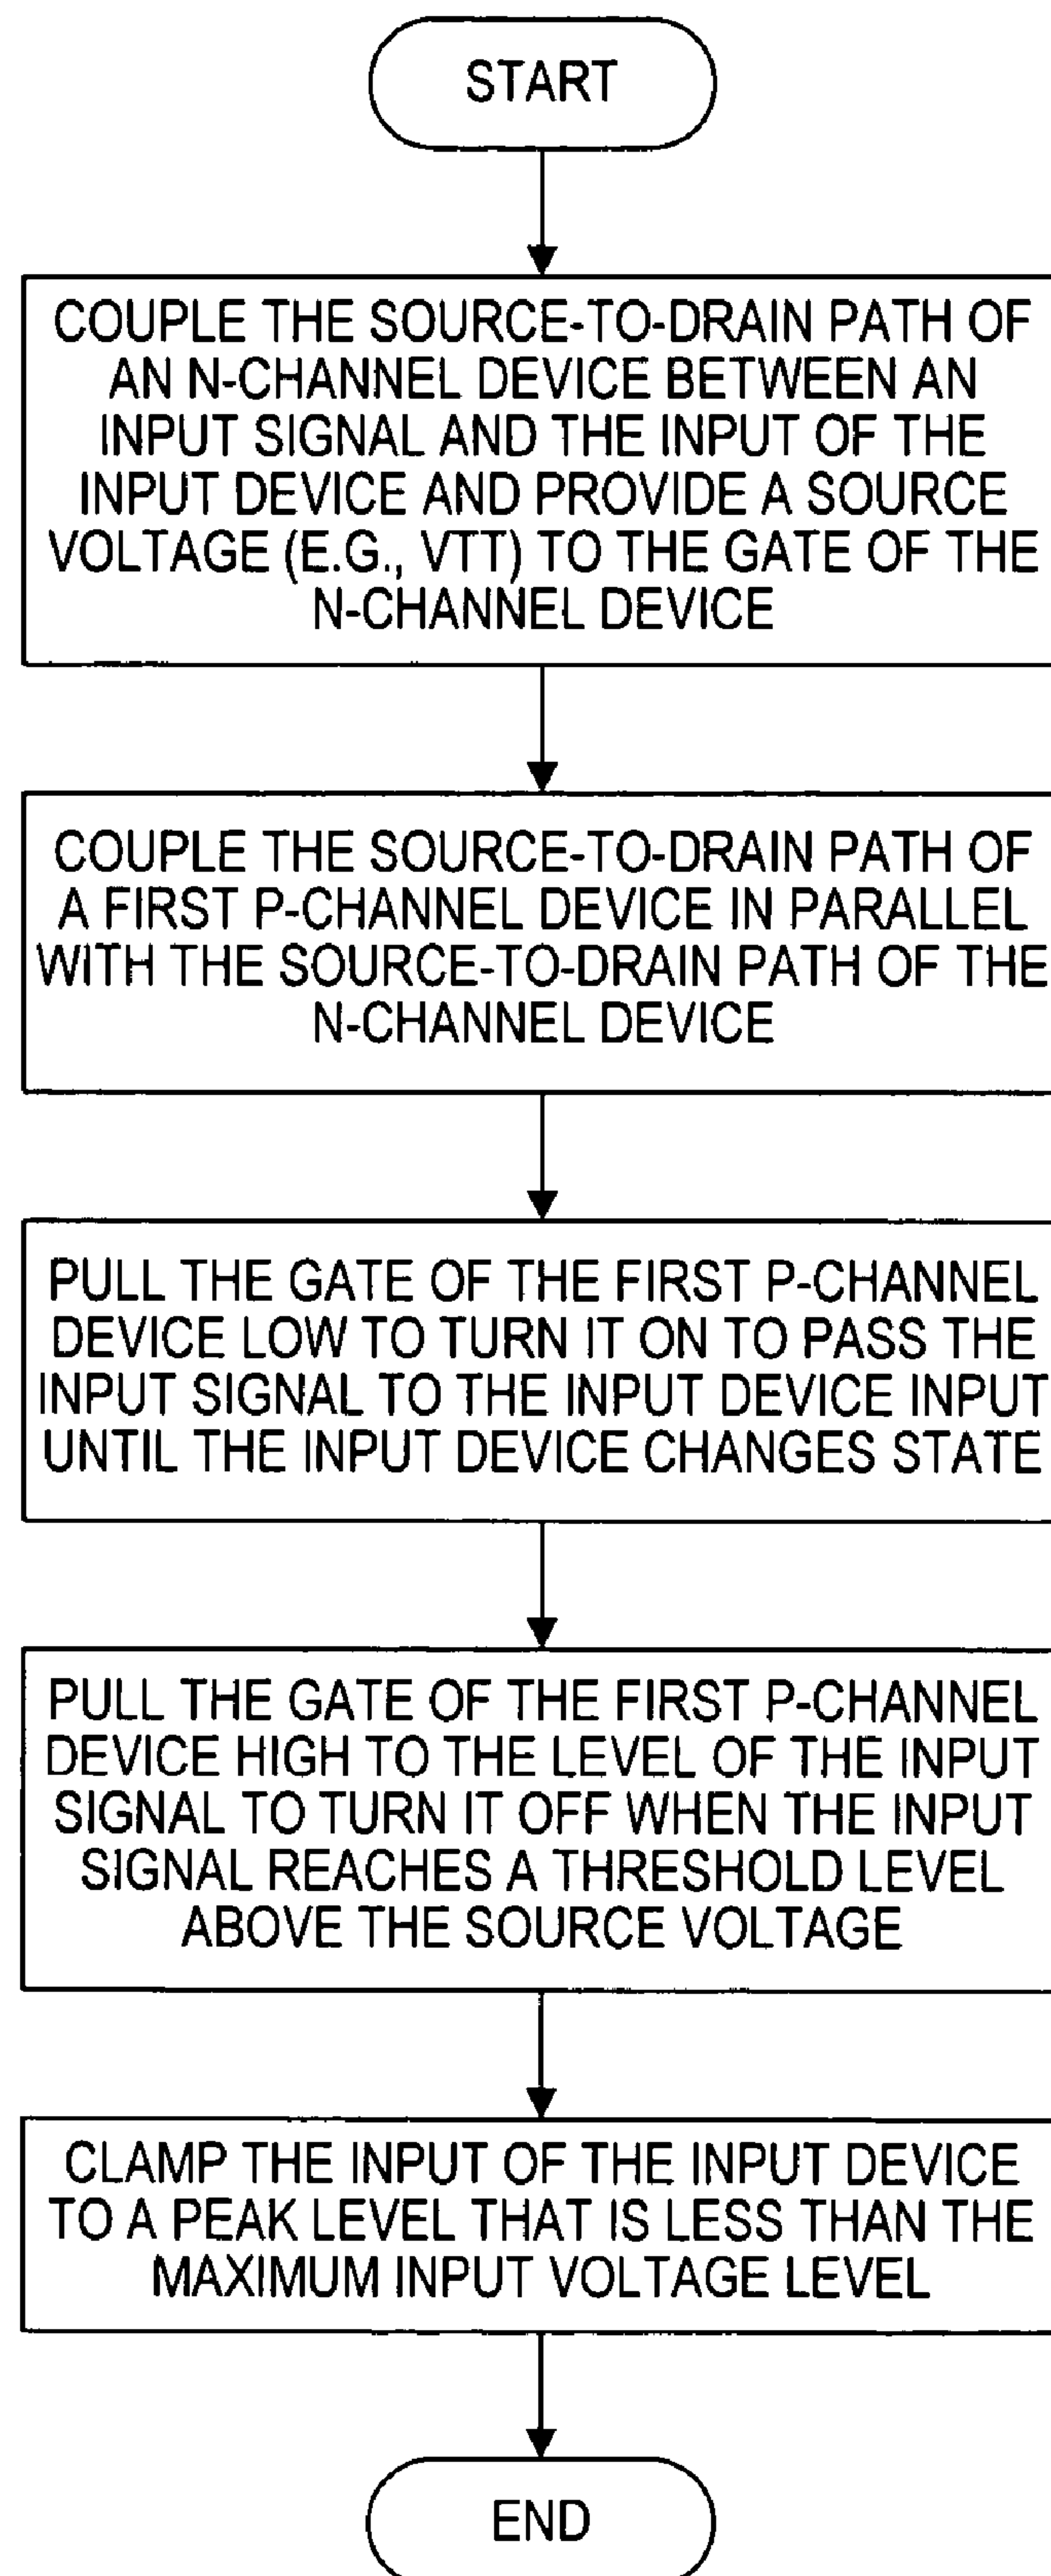 START
COUPLE THE SOURCE-TO-DRAIN PATH OF
AN N-CHANNEL DEVICE BETWEEN AN
INPUT SIGNAL AND THE INPUT OF THE
INPUT DEVICE AND PROVIDE A SOURCE
VOLTAGE (E.G., VTT) TO THE GATE OF THE
N-CHANNEL DEVICE
COUPLE THE SOURCE-TO-DRAIN PATH OF
A FIRST P-CHANNEL DEVICE IN PARALLEL
WITH THE SOURCE-TO-DRAIN PATH OF THE
N-CHANNEL DEVICE
PULL THE GATE OF THE FIRST P-CHANNEL
DEVICE LOW TO TURN IT ON TO PASS THE
INPUT SIGNAL TO THE INPUT DEVICE INPUT
UNTIL THE INPUT DEVICE CHANGES STATE
PULL THE GATE OF THE FIRST P-CHANNEL
DEVICE HIGH TO THE LEVEL OF THE INPUT
SIGNAL TO TURN IT OFF WHEN THE INPUT
SIGNAL REACHES A THRESHOLD LEVEL
ABOVE THE SOURCE VOLTAGE
CLAMP THE INPUT OF THE INPUT DEVICE
TO A PEAK LEVEL THAT IS LESS THAN THE
MAXIMUM INPUT VOLTAGE LEVEL
END